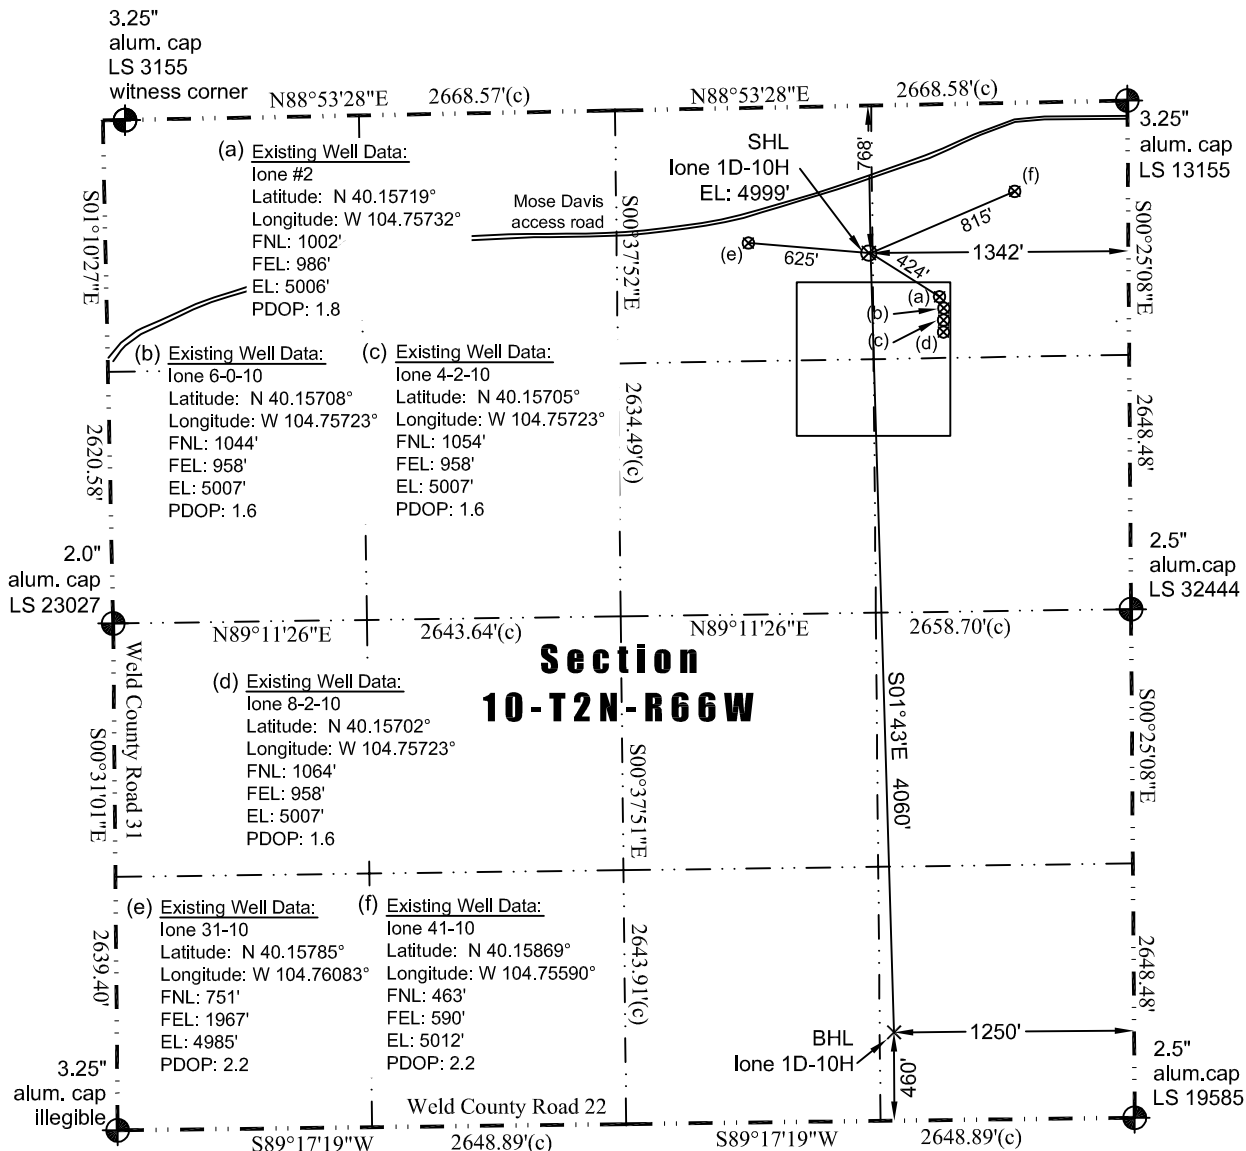 3.25"
alum. cap
LS 3155
witness corner
N88°53'28"E
2668.57'(c)
N88°53'28"E
2668.58'(c)
3.25"
alum. cap
LS 13155
(a) Existing Well Data:
Ione #2
Latitude: N 40.15719°
Longitude: W 104.75732°
FNL: 1002'
FEL: 986'
EL: 5006'
PDOP: 1.8
Mose Davis
access road
SHL
Ione 1D-10H
EL: 4999'
768'
(f)
815'
(e)
625'
1342'
424'
(a)
(b)
(c)
(d)
S01°10'27"E
S00°37'52"E
S00°25'08"E
(b) Existing Well Data:
Ione 6-0-10
Latitude: N 40.15708°
Longitude: W 104.75723°
FNL: 1044'
FEL: 958'
EL: 5007'
PDOP: 1.6
(c) Existing Well Data:
Ione 4-2-10
Latitude: N 40.15705°
Longitude: W 104.75723°
FNL: 1054'
FEL: 958'
EL: 5007'
PDOP: 1.6
2620.58'
2634.49'(c)
2648.48'
2.0"
alum. cap
LS 23027
2.5"
alum.cap
LS 32444
N89°11'26"E
2643.64'(c)
N89°11'26"E
2658.70'(c)
Section
10-T2N-R66W
Weld County Road 31
S00°31'01"E
(d) Existing Well Data:
Ione 8-2-10
Latitude: N 40.15702°
Longitude: W 104.75723°
FNL: 1064'
FEL: 958'
EL: 5007'
PDOP: 1.6
S00°37'51"E
S01°43'E 4060'
S00°25'08"E
(e) Existing Well Data:
Ione 31-10
Latitude: N 40.15785°
Longitude: W 104.76083°
FNL: 751'
FEL: 1967'
EL: 4985'
PDOP: 2.2
(f) Existing Well Data:
Ione 41-10
Latitude: N 40.15869°
Longitude: W 104.75590°
FNL: 463'
FEL: 590'
EL: 5012'
PDOP: 2.2
2639.40'
2643.91'(c)
2648.48'
BHL
Ione 1D-10H
1250'
460'
3.25"
alum. cap
illegible
2.5"
alum.cap
LS 19585
Weld County Road 22
S89°17'19"W
2648.89'(c)
S89°17'19"W
2648.89'(c)